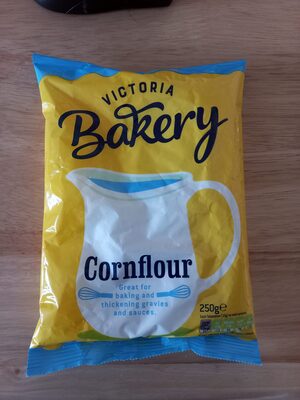 VICTORIA
Bakery
Cornflour
Great for
baking and
thickening gravies
and sauces.
250g℮